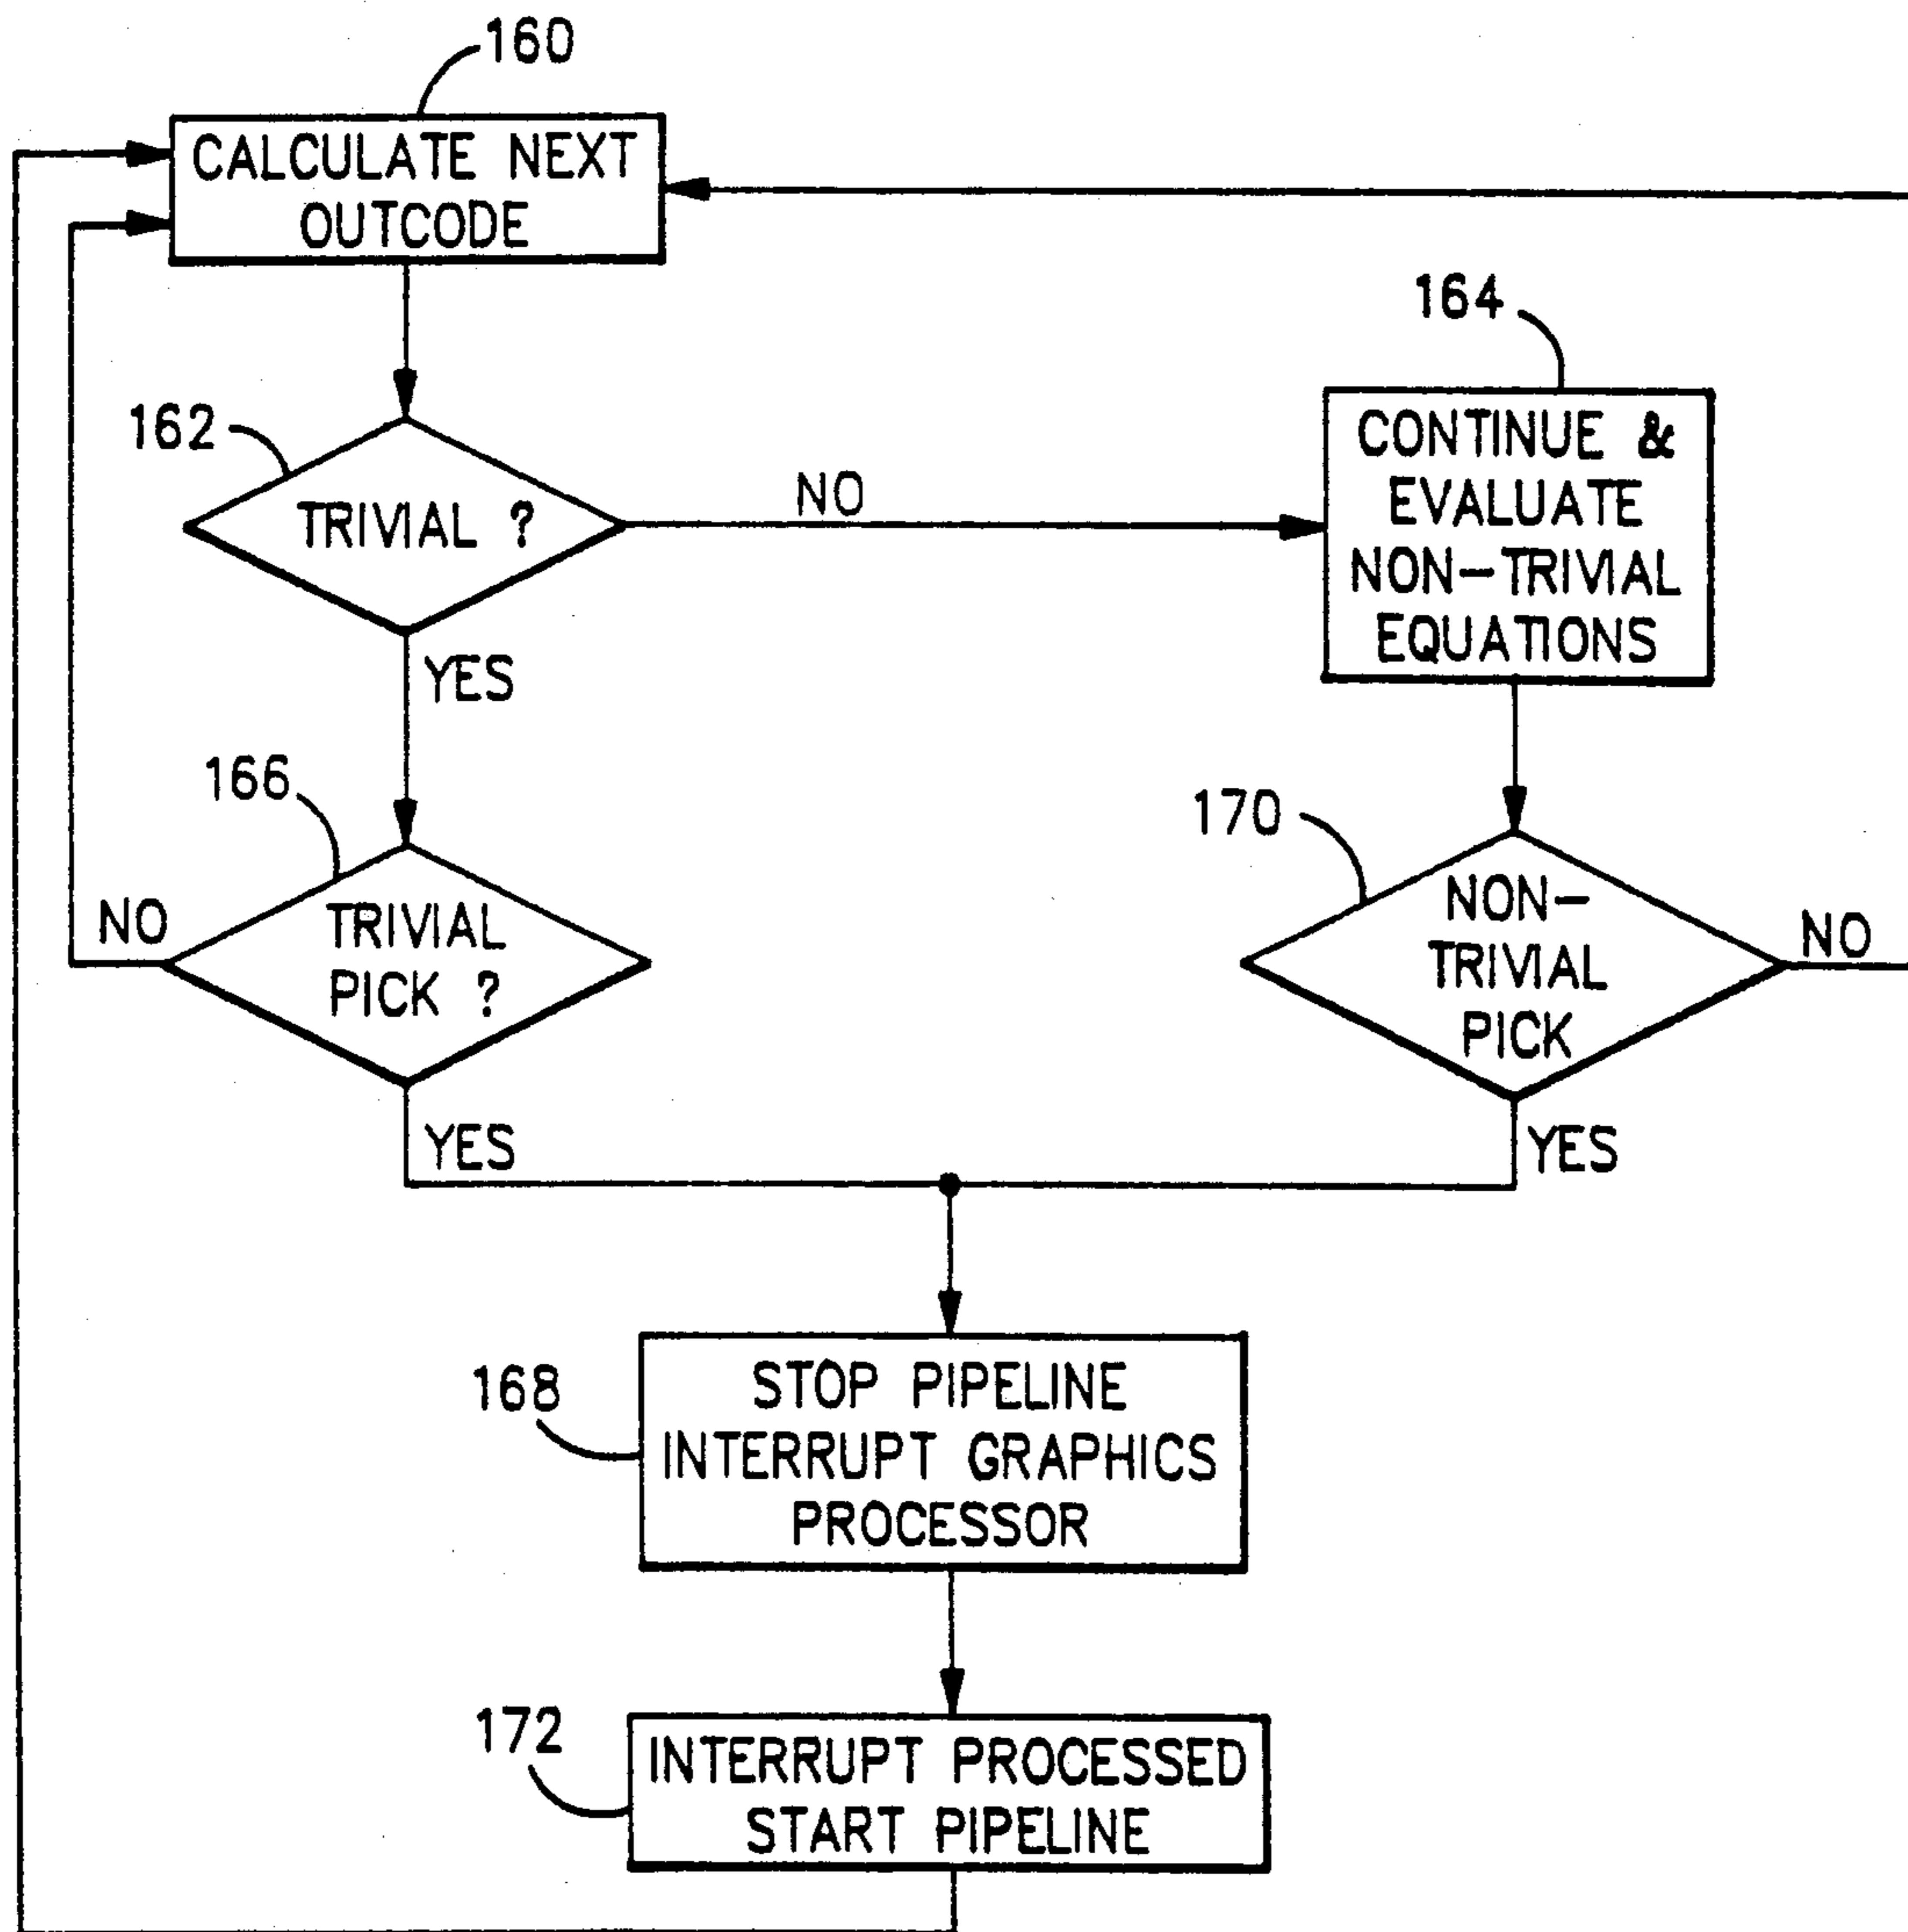 160
CALCULATE NEXT
OUTCODE
164
162
TRIVIAL ?
NO
CONTINUE &
EVALUATE
NON-TRIVIAL
EQUATIONS
YES
166
170
NO
TRIVIAL
PICK ?
NON-
TRIVIAL
PICK
NO
YES
YES
168
STOP PIPELINE
INTERRUPT GRAPHICS
PROCESSOR
172
INTERRUPT PROCESSED
START PIPELINE